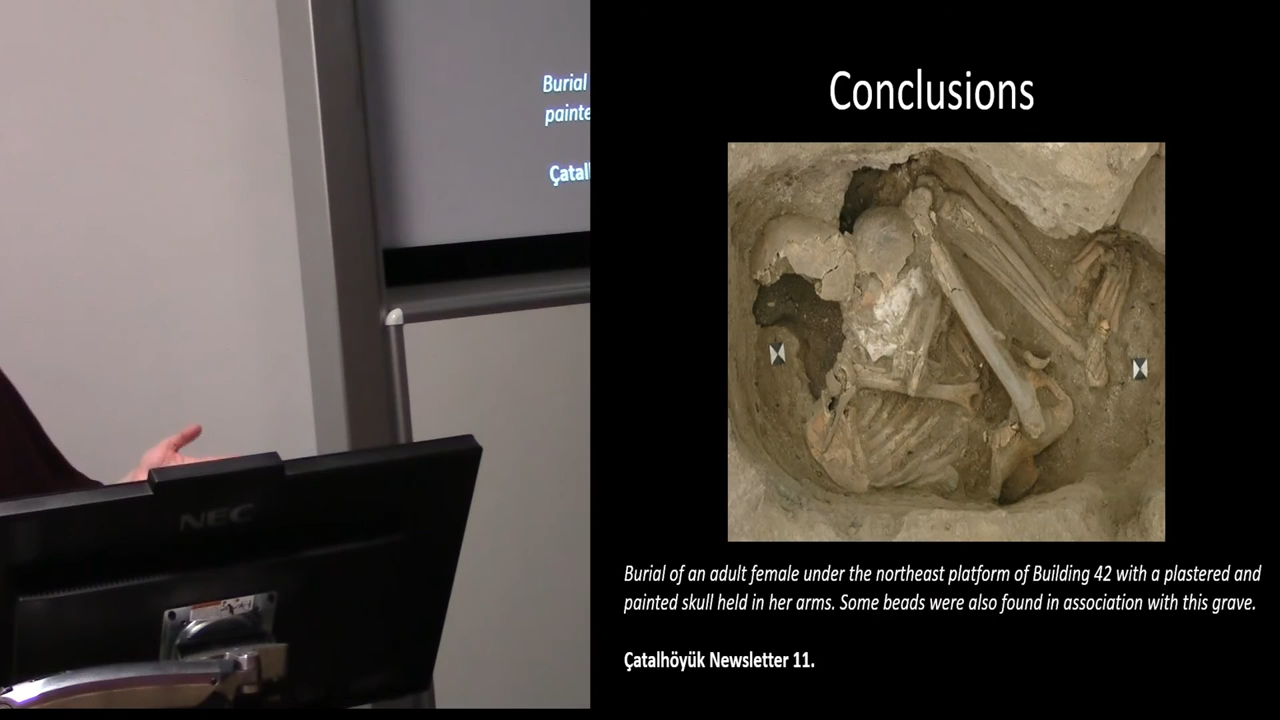 Burial
painte
Çatal
NEC
Conclusions
Burial of an adult female under the northeast platform of Building 42 with a plastered and
painted skull held in her arms. Some beads were also found in association with this grave.
Çatalhöyük Newsletter 11.